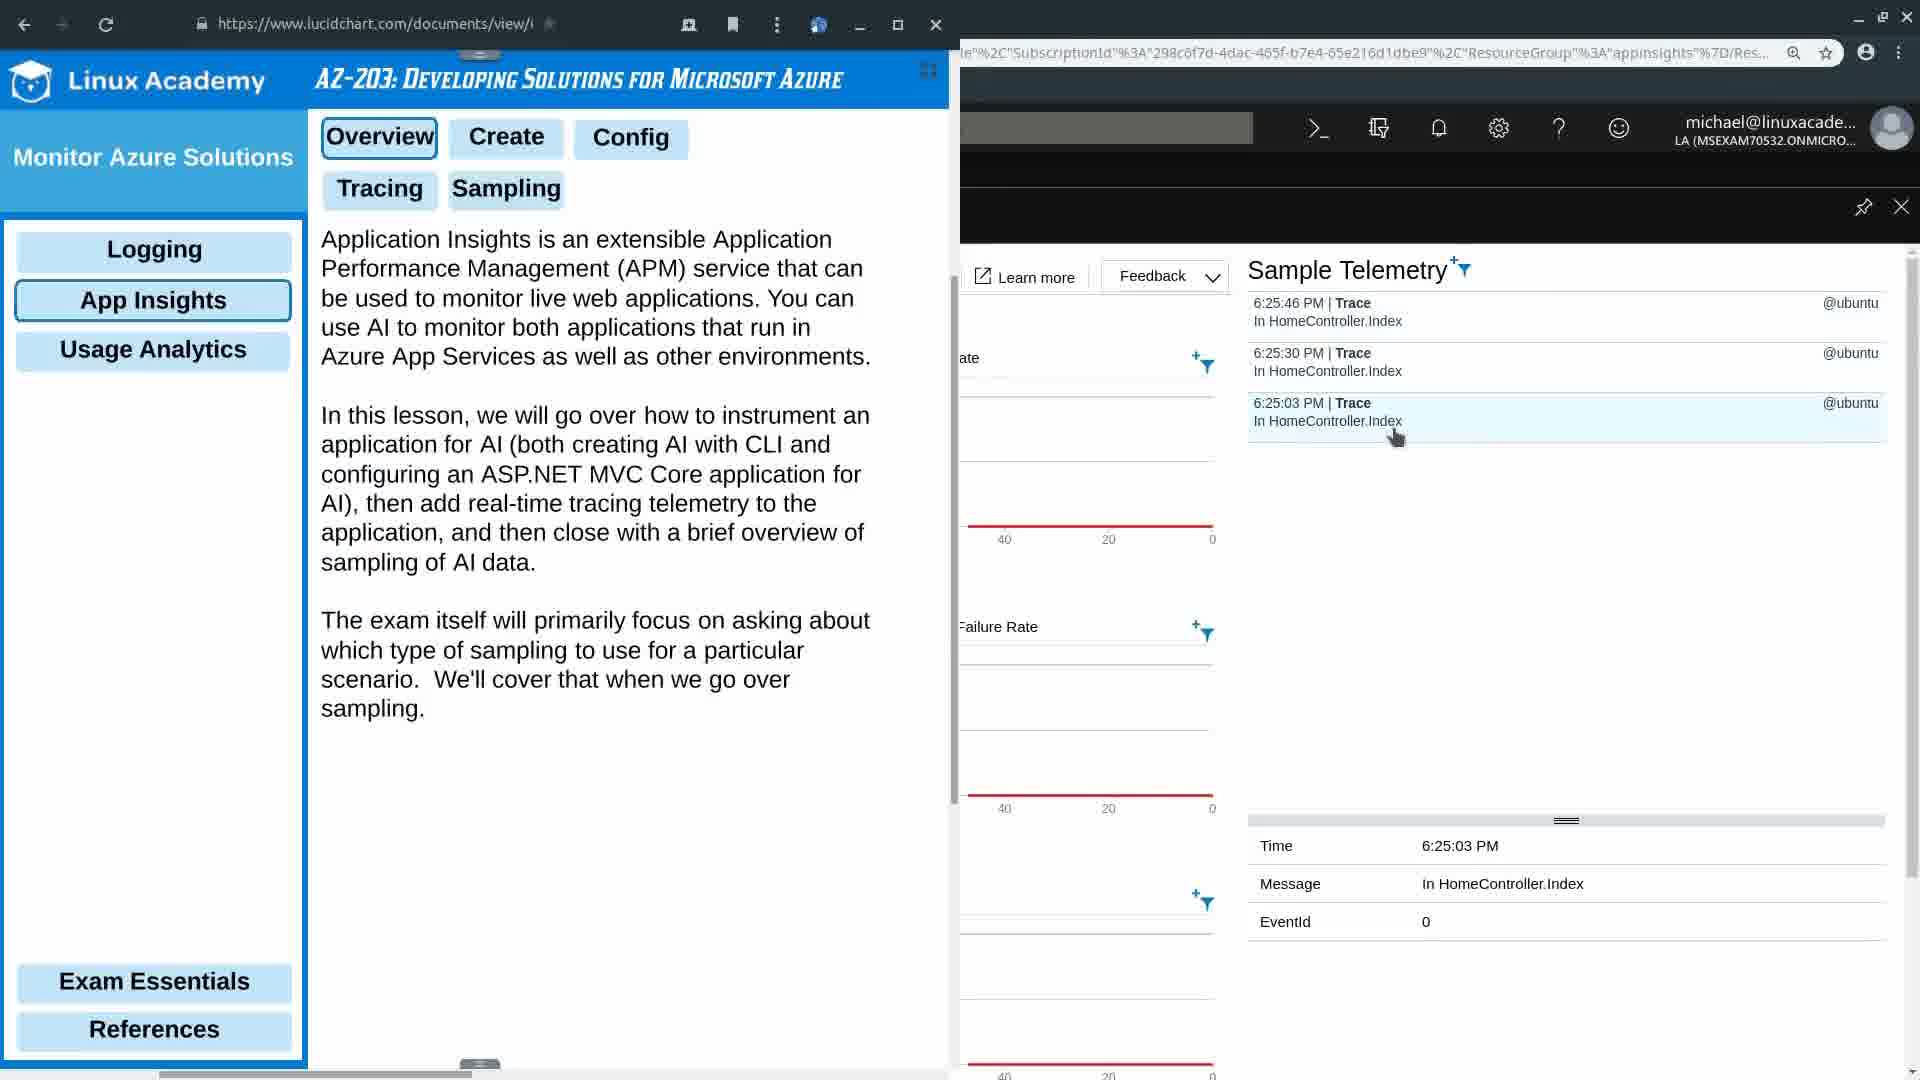 https://www.lucidchart.com/documents/view/
Linux Academy
AZ-203: Developing Solutions for Microsoft Azure
Monitor Azure Solutions
Logging
App Insights
Usage Analytics
Exam Essentials
References
Overview
Create
Config
Tracing
Sampling
Application Insights is an extensible Application
Performance Management (APM) service that can
be used to monitor live web applications. You can
use AI to monitor both applications that run in
Azure App Services as well as other environments.
In this lesson, we will go over how to instrument an
application for AI (both creating AI with CLI and
configuring an ASP.NET MVC Core application for
AI), then add real-time tracing telemetry to the
application, and then close with a brief overview of
sampling of AI data.
The exam itself will primarily focus on asking about
which type of sampling to use for a particular
scenario. We'll cover that when we go over
sampling.
le"%2C"SubscriptionId"%3A"298c6f7d-4dac-465f-b7e4-65e216d1dbe9"%2C"ResourceGroup"%3A"appinsights"%7D/Res...
michael@linuxacade...
LA (MSEXAM70532.ONMICRO...
Learn more
Feedback
ate
40 20 0
Failure Rate
40 20 0
40 20 0
Sample Telemetry
6:25:46 PM | Trace @ubuntu
In HomeController.Index
6:25:30 PM | Trace @ubuntu
In HomeController.Index
6:25:03 PM | Trace @ubuntu
In HomeController.Index
Time 6:25:03 PM
Message In HomeController.Index
EventId 0